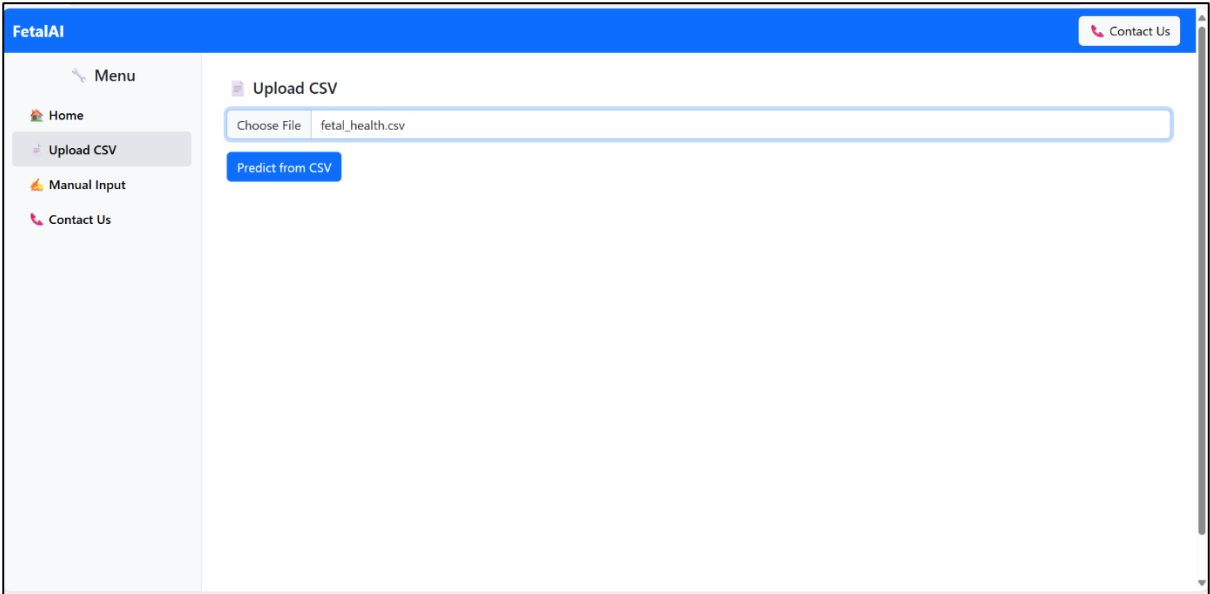 FetalAI
Contact Us
Menu
Home
Upload CSV
Manual Input
Contact Us
Upload CSV
Choose File fetal_health.csv
Predict from CSV